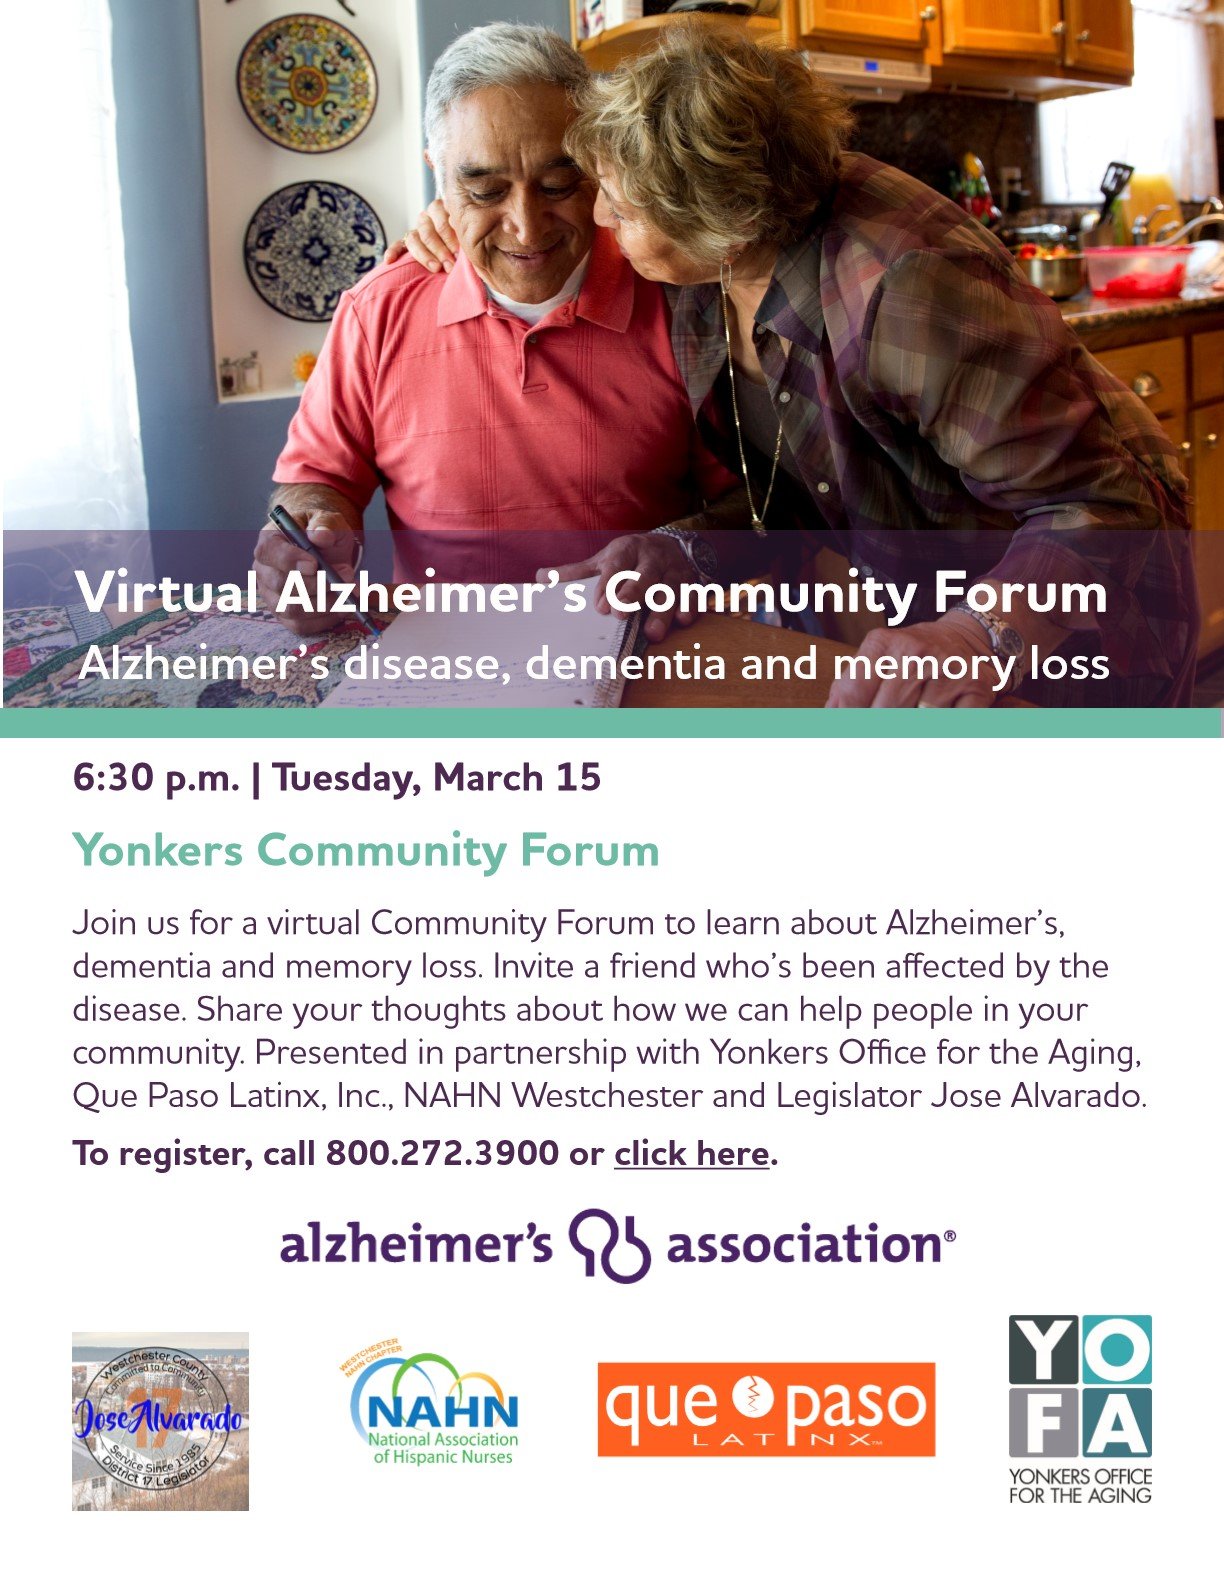 Virtual Alzheimer's Community Forum
Alzheimer's disease, dementia and memory loss
6:30 p.m. | Tuesday, March 15
Yonkers Community Forum
Join us for a virtual Community Forum to learn about Alzheimer's,
dementia and memory loss. Invite a friend who's been affected by the
disease. Share your thoughts about how we can help people in your
community. Presented in partnership with Yonkers Office for the Aging,
Que Paso Latinx, Inc., NAHN Westchester and Legislator Jose Alvarado.
To register, call 800.272.3900 or click here.
alzheimer's association®
Westchester County
Committed to Community
17
Jose Alvarado
Service Since 1985
District 17 Legislator
WESTCHESTER
NAHN CHAPTER
NAHN
National Association
of Hispanic Nurses
que paso
LATINX™
YO
FA
YONKERS OFFICE
FOR THE AGING